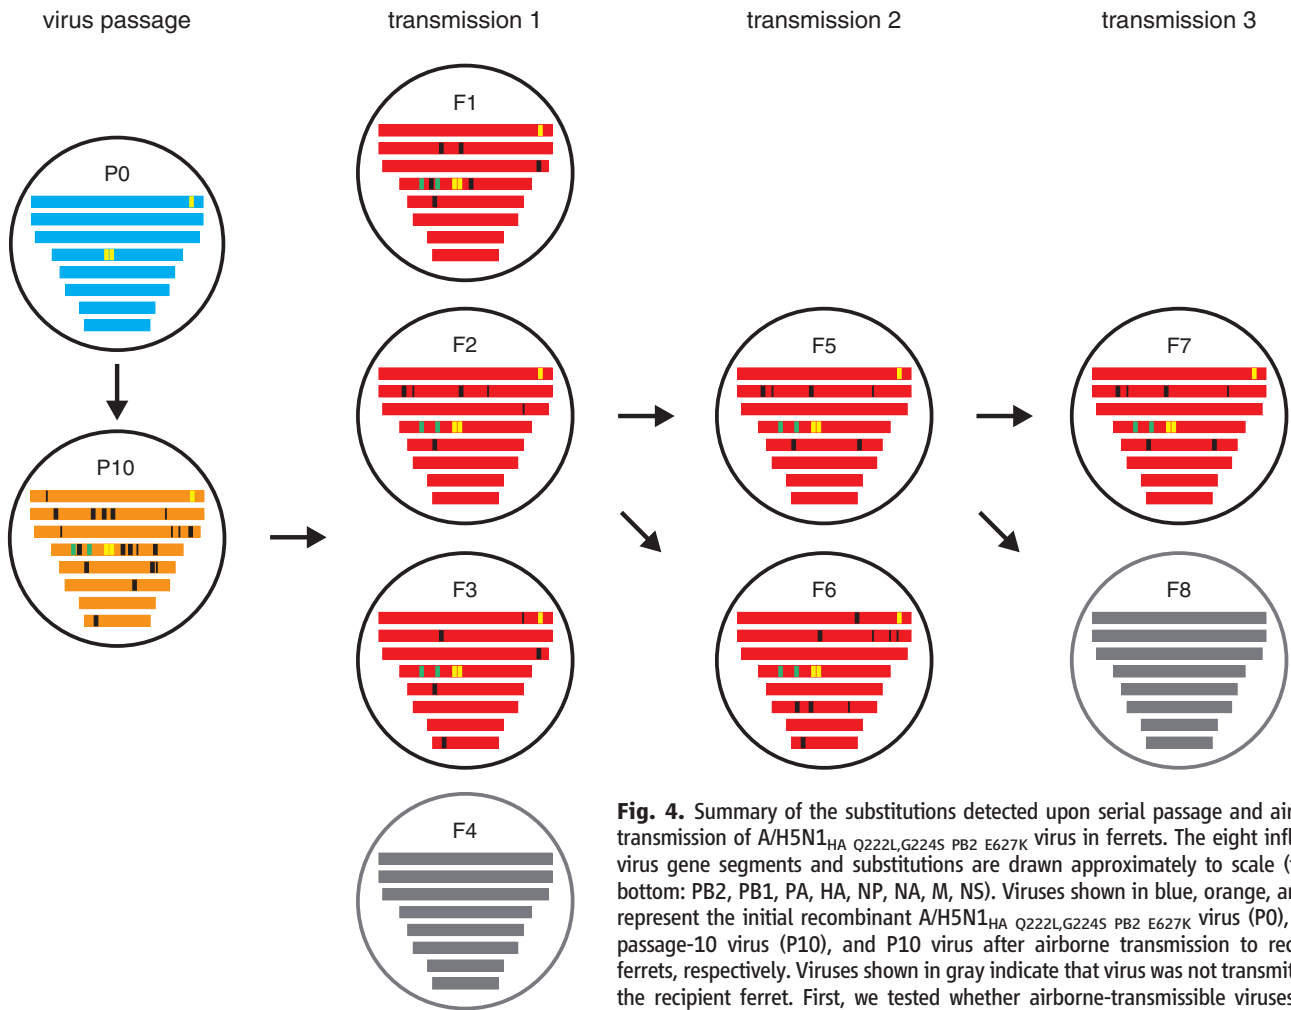 virus passage
transmission 1
transmission 2
transmission 3
F1
P0
F2
F5
F7
P10
F3
F6
F8
F4
Fig. 4. Summary of the substitutions detected upon serial passage and
transmission of A/H5N1HA Q222L,G224S PB2 E627K virus in ferrets. The eight
virus gene segments and substitutions are drawn approximately to scale
bottom: PB2, PB1, PA, HA, NP, NA, M, NS). Viruses shown in blue, orange,
represent the initial recombinant A/H5N1HA Q222L,G224S PB2 E627K virus (P0),
passage-10 virus (P10), and P10 virus after airborne transmission to
ferrets, respectively. Viruses shown in gray indicate that virus was not
the recipient ferret. First, we tested whether airborne-transmissible viruses